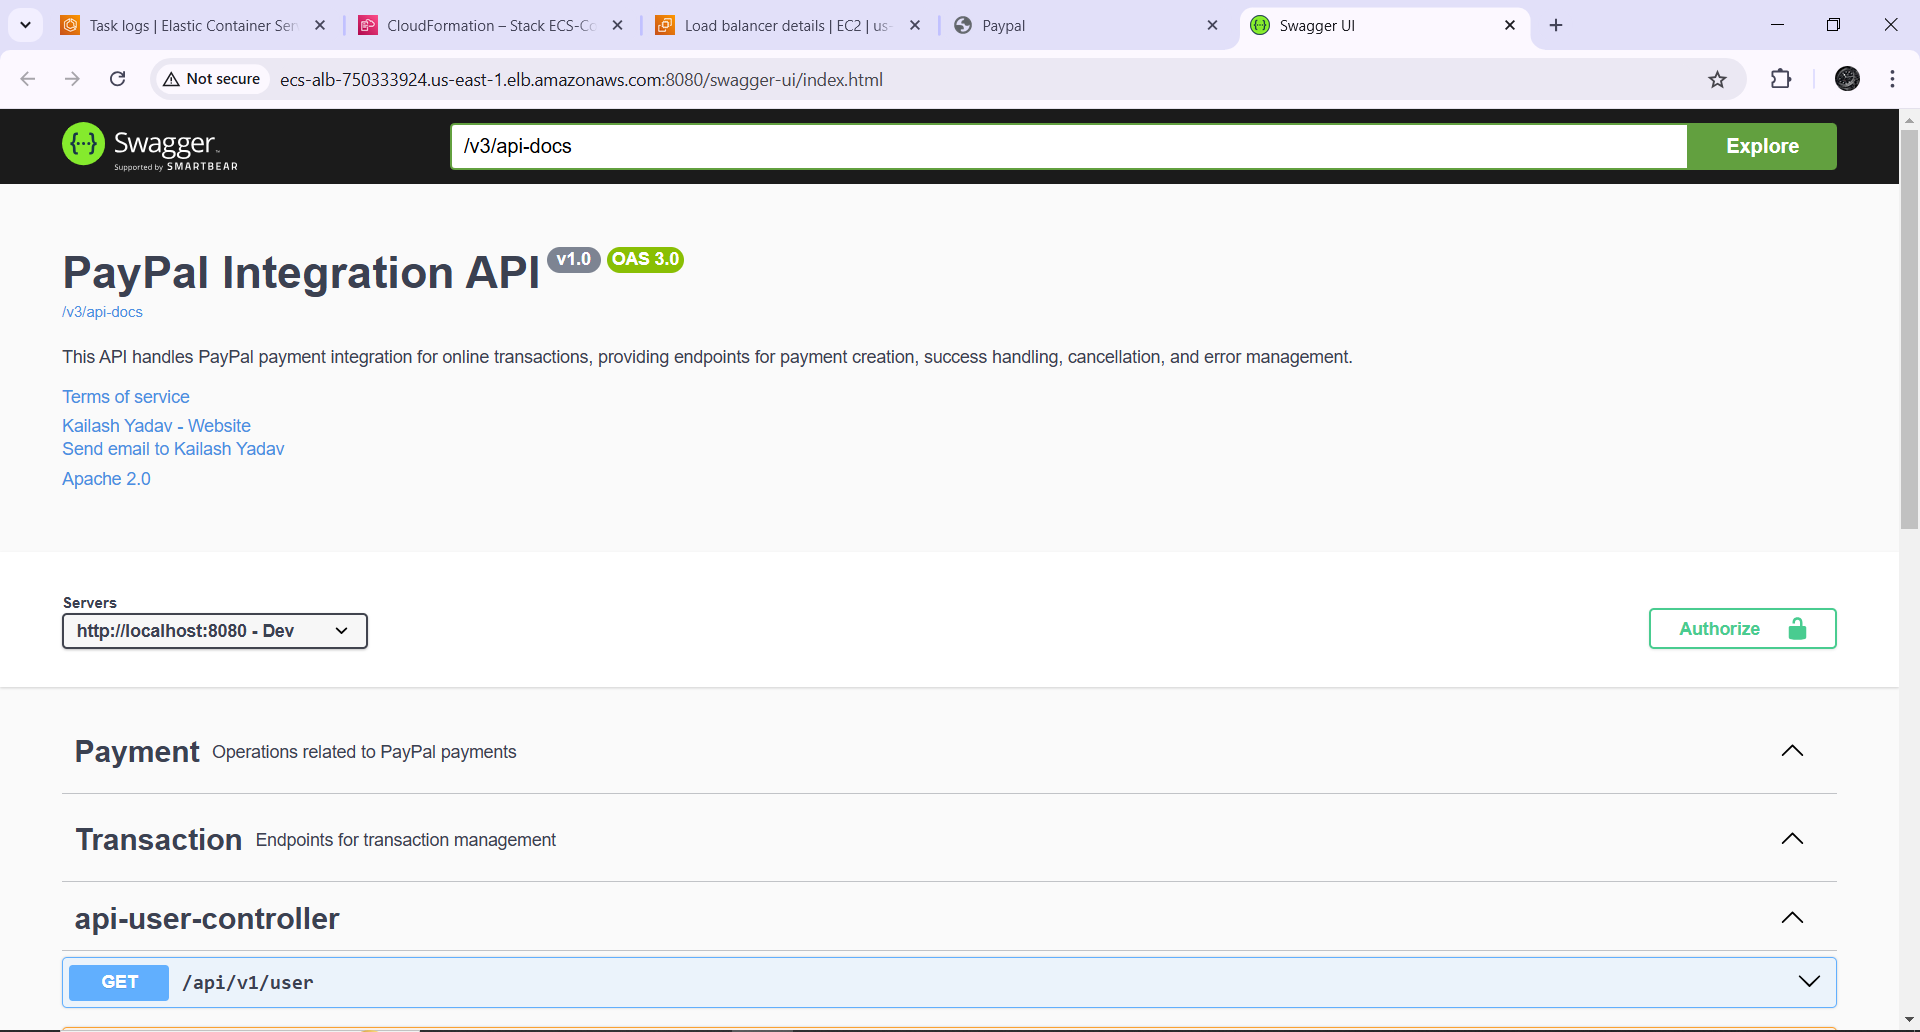 Task logs | Elastic Container Ser
CloudFormation – Stack ECS-Co
Load balancer details | EC2 | us-
Paypal
Swagger UI
Not secure
ecs-alb-750333924.us-east-1.elb.amazonaws.com:8080/swagger-ui/index.html
Swagger
Supported by SMARTBEAR
/v3/api-docs
Explore
PayPal Integration API v1.0 OAS 3.0
/v3/api-docs
This API handles PayPal payment integration for online transactions, providing endpoints for payment creation, success handling, cancellation, and error management.
Terms of service
Kailash Yadav - Website
Send email to Kailash Yadav
Apache 2.0
Servers
http://localhost:8080 - Dev
Authorize
Payment Operations related to PayPal payments
Transaction Endpoints for transaction management
api-user-controller
GET /api/v1/user